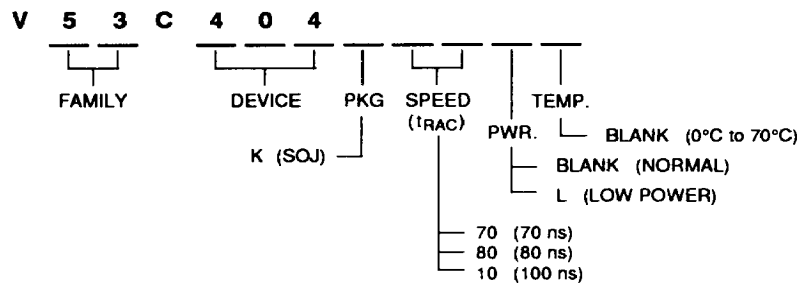 V 5 3 C 4 0 4
FAMILY DEVICE PKG SPEED TEMP.
(tRAC) PWR.
BLANK (0°C to 70°C)
K (SOJ) BLANK (NORMAL)
L (LOW POWER)
70 (70 ns)
80 (80 ns)
10 (100 ns)